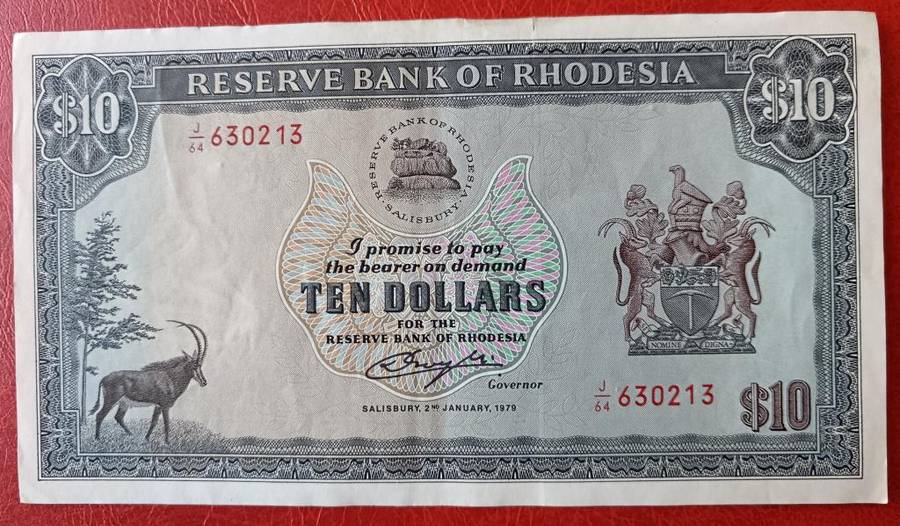 RESERVE BANK OF RHODESIA
$10
$10
J/64 630213
RESERVE BANK OF RHODESIA
· SALISBURY ·
I promise to pay
the bearer on demand
TEN DOLLARS
FOR THE
RESERVE BANK OF RHODESIA
Governor
SALISBURY, 2ND JANUARY, 1979
NOMINE DIGNA
J/64 630213
$10